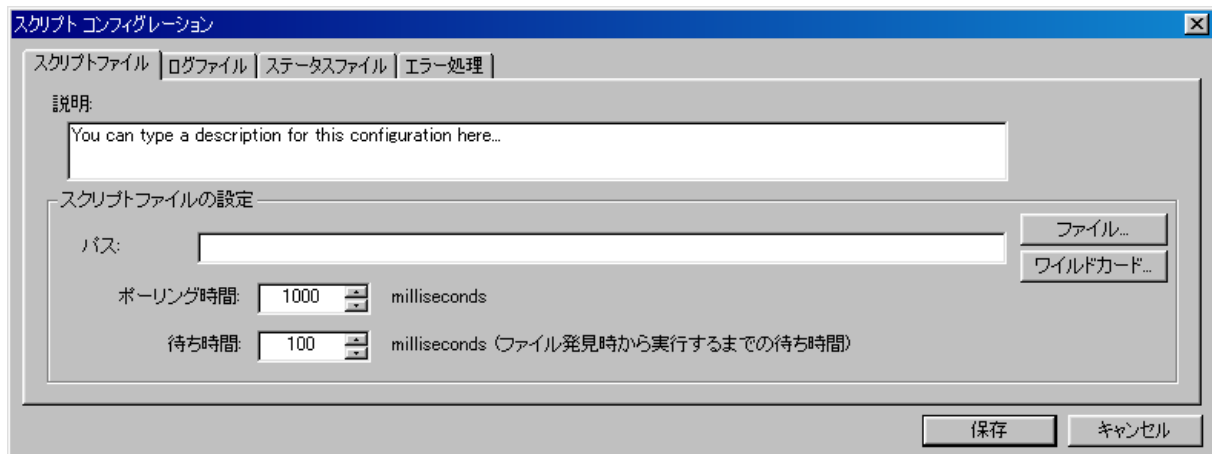 スクリプト コンフィグレーション
スクリプトファイル ログファイル ステータスファイル エラー処理
説明:
You can type a description for this configuration here...
スクリプトファイルの設定
パス:
ファイル...
ワイルドカード...
ポーリング時間: 1000 milliseconds
待ち時間: 100 milliseconds (ファイル発見時から実行するまでの待ち時間)
保存 キャンセル